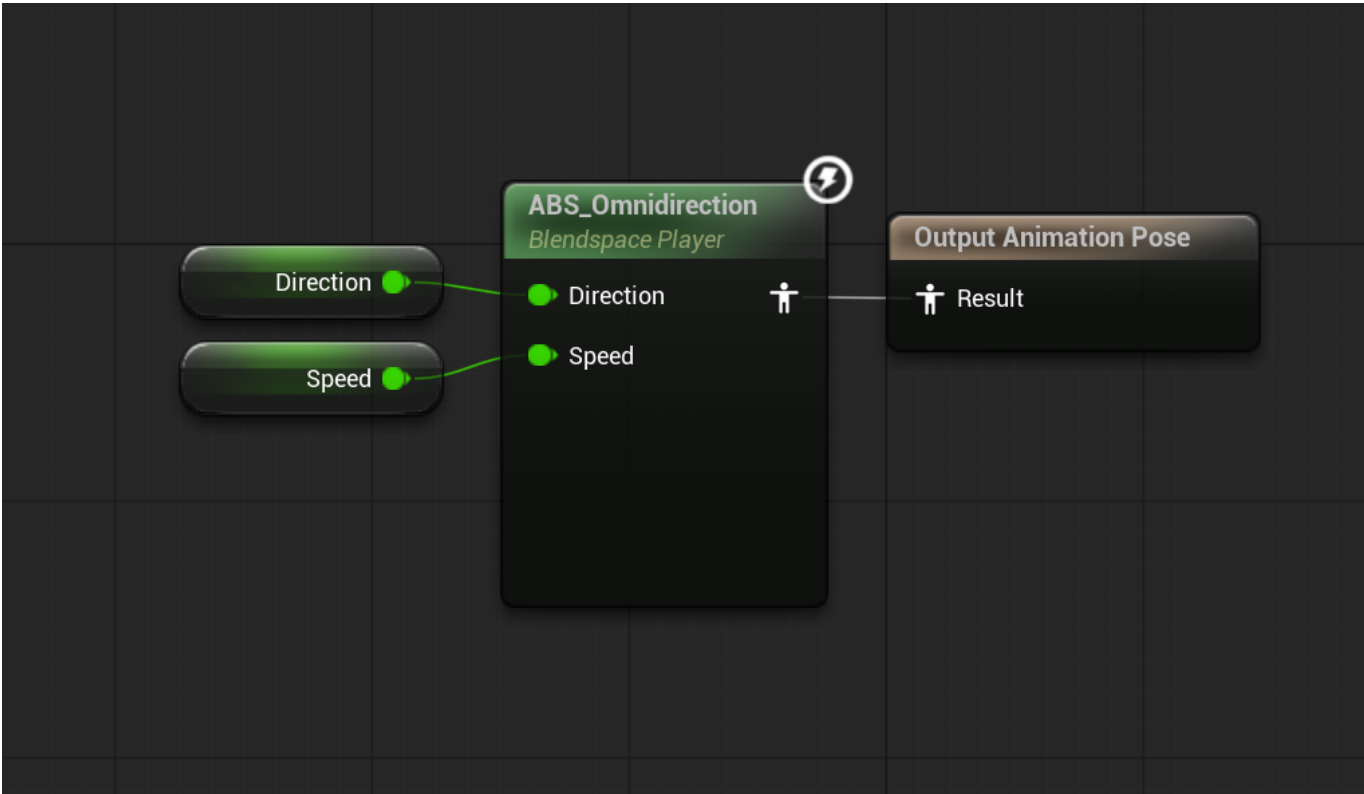 ABS_Omnidirection
Blendspace Player
Output Animation Pose
Direction
Direction
Result
Speed
Speed